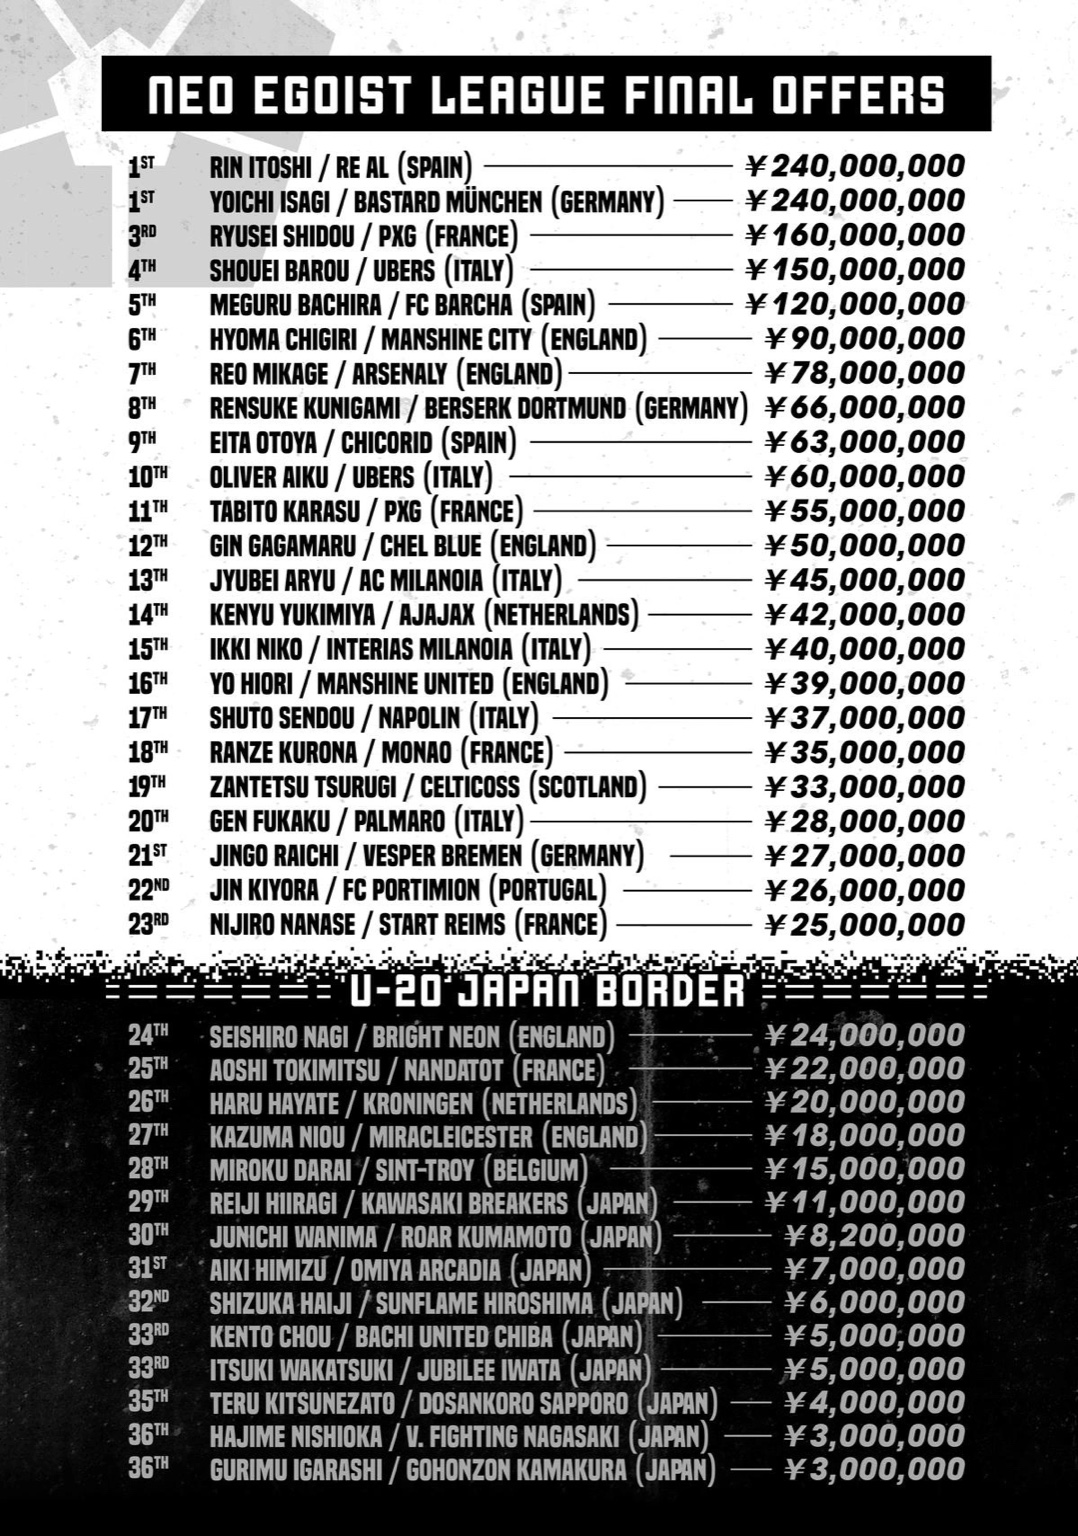 NEO EGOIST LEAGUE FINAL OFFERS
1ST RIN ITOSHI / RE AL (SPAIN) ¥240,000,000
1ST YOICHI ISAGI / BASTARD MÜNCHEN (GERMANY) ¥240,000,000
3RD RYUSEI SHIDOU / PXG (FRANCE) ¥160,000,000
4TH SHOUEI BAROU / UBERS (ITALY) ¥150,000,000
5TH MEGURU BACHIRA / FC BARCHA (SPAIN) ¥120,000,000
6TH HYOMA CHIGIRI / MANSHINE CITY (ENGLAND) ¥90,000,000
7TH REO MIKAGE / ARSENALY (ENGLAND) ¥78,000,000
8TH RENSUKE KUNIGAMI / BERSERK DORTMUND (GERMANY) ¥66,000,000
9TH EITA OTOYA / CHICORID (SPAIN) ¥63,000,000
10TH OLIVER AIKU / UBERS (ITALY) ¥60,000,000
11TH TABITO KARASU / PXG (FRANCE) ¥55,000,000
12TH GIN GAGAMARU / CHEL BLUE (ENGLAND) ¥50,000,000
13TH JYUBEI ARYU / AC MILANOIA (ITALY) ¥45,000,000
14TH KENYU YUKIMIYA / AJAJAX (NETHERLANDS) ¥42,000,000
15TH IKKI NIKO / INTERIAS MILANOIA (ITALY) ¥40,000,000
16TH YO HIORI / MANSHINE UNITED (ENGLAND) ¥39,000,000
17TH SHUTO SENDOU / NAPOLIN (ITALY) ¥37,000,000
18TH RANZE KURONA / MONAO (FRANCE) ¥35,000,000
19TH ZANTETSU TSURUGI / CELTICOSS (SCOTLAND) ¥33,000,000
20TH GEN FUKAKU / PALMARO (ITALY) ¥28,000,000
21ST JINGO RAICHI / VESPER BREMEN (GERMANY) ¥27,000,000
22ND JIN KIYORA / FC PORTIMION (PORTUGAL) ¥26,000,000
23RD NIJIRO NANASE / START REIMS (FRANCE) ¥25,000,000
U-20 JAPAN BORDER
24TH SEISHIRO NAGI / BRIGHT NEON (ENGLAND) ¥24,000,000
25TH AOSHI TOKIMITSU / NANDATOT (FRANCE) ¥22,000,000
26TH HARU HAYATE / KRONINGEN (NETHERLANDS) ¥20,000,000
27TH KAZUMA NIOU / MIRACLEICESTER (ENGLAND) ¥18,000,000
28TH MIROKU DARAI / SINT-TROY (BELGIUM) ¥15,000,000
29TH REIJI HIIRAGI / KAWASAKI BREAKERS (JAPAN) ¥11,000,000
30TH JUNICHI WANIMA / ROAR KUMAMOTO (JAPAN) ¥8,200,000
31ST AIKI HIMIZU / OMIYA ARCADIA (JAPAN) ¥7,000,000
32ND SHIZUKA HAIJI / SUNFLAME HIROSHIMA (JAPAN) ¥6,000,000
33RD KENTO CHOU / BACHI UNITED CHIBA (JAPAN) ¥5,000,000
33RD ITSUKI WAKATSUKI / JUBILEE IWATA (JAPAN) ¥5,000,000
35TH TERU KITSUNEZATO / DOSANKORO SAPPORO (JAPAN) ¥4,000,000
36TH HAJIME NISHIOKA / V. FIGHTING NAGASAKI (JAPAN) ¥3,000,000
36TH GURIMU IGARASHI / GOHONZON KAMAKURA (JAPAN) ¥3,000,000